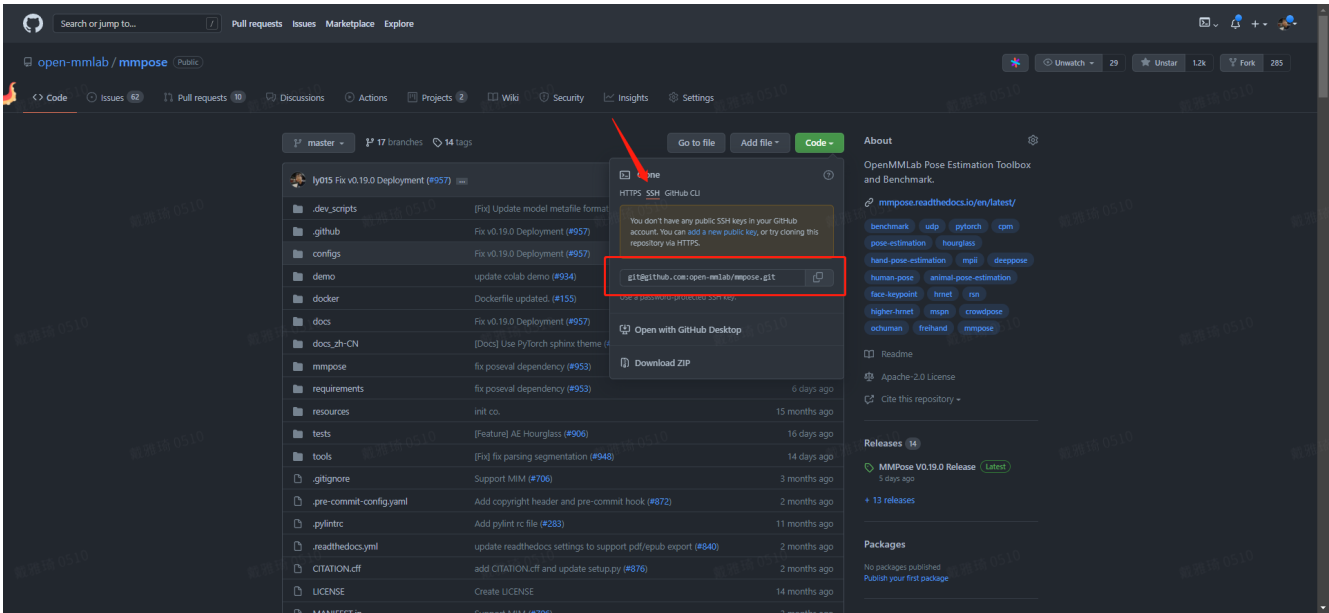 Search or jump to... / Pull requests Issues Marketplace Explore
open-mmlab / mmpose Public
Unwatch 29 Unstar 1.2k Fork 285
Code Issues 62 Pull requests 10 Discussions Actions Projects 2 Wiki Security Insights Settings
master 17 branches 14 tags
Go to file Add file Code
ly015 Fix v0.19.0 Deployment (#957) ...
.dev_scripts [Fix] Update model metafile format
.github Fix v0.19.0 Deployment (#957)
configs Fix v0.19.0 Deployment (#957)
demo update colab demo (#934)
docker Dockerfile updated. (#155)
docs Fix v0.19.0 Deployment (#957)
docs_zh-CN [Docs] Use PyTorch sphinx theme (#
mmpose fix poseval dependency (#953)
requirements fix poseval dependency (#953) 6 days ago
resources init co. 15 months ago
tests [Feature] AE Hourglass (#906) 16 days ago
tools [Fix] fix parsing segmentation (#948) 14 days ago
.gitignore Support MIM (#706) 3 months ago
.pre-commit-config.yaml Add copyright header and pre-commit hook (#872) 2 months ago
.pylintrc Add pylint rc file (#283) 11 months ago
.readthedocs.yml update readthedocs settings to support pdf/epub export (#840) 2 months ago
CITATION.cff add CITATION.cff and update setup.py (#876) 2 months ago
LICENSE Create LICENSE 14 months ago
HTTPS SSH GitHub CLI
You don't have any public SSH keys in your GitHub
account. You can add a new public key, or try cloning this
repository via HTTPS.
git@github.com:open-mmlab/mmpose.git
Use a password-protected SSH key.
Open with GitHub Desktop
Download ZIP
About
OpenMMLab Pose Estimation Toolbox
and Benchmark.
mmpose.readthedocs.io/en/latest/
benchmark udp pytorch cpm
pose-estimation hourglass
hand-pose-estimation mpii deeppose
human-pose animal-pose-estimation
face-keypoint hrnet rsn
higher-hrnet mspn crowdpose
ochuman freihand mmpose
Readme
Apache-2.0 License
Cite this repository
Releases 14
MMPose V0.19.0 Release Latest
5 days ago
+ 13 releases
Packages
No packages published
Publish your first package